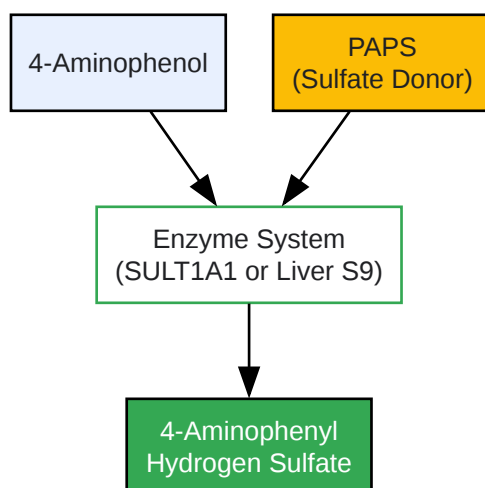 4-Aminophenol
PAPS
(Sulfate Donor)
Enzyme System
(SULT1A1 or Liver S9)
4-Aminophenyl
Hydrogen Sulfate